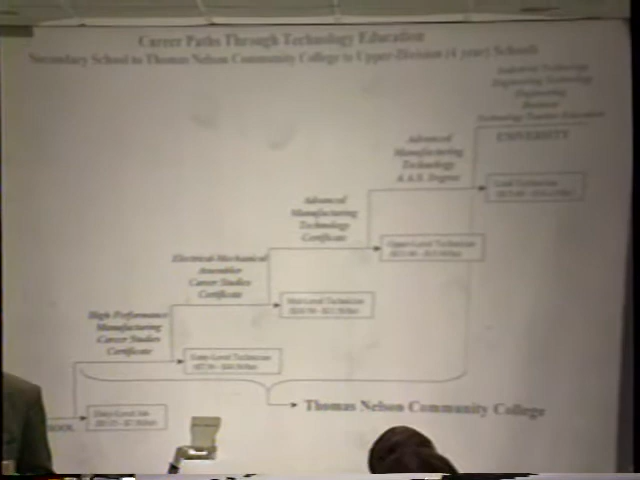 Career Paths Through Technology Education
Secondary School to Thomas Nelson Community College to Upper-Division (4 year) Schools
Industrial Technology
Engineering Technology
Engineering
Technology Teacher Education
UNIVERSITY
Advanced
Manufacturing
Technology
A.A.S. Degree
Lead Technician
Advanced
Manufacturing
Technology
Certificate
Upper-Level Technician
Electrical/Mechanical
Assembler
Career Studies
Certificate
Mid-Level Technician
High Performance
Manufacturing
Career Studies
Certificate
Entry-Level Technician
Thomas Nelson Community College
Entry-Level Job